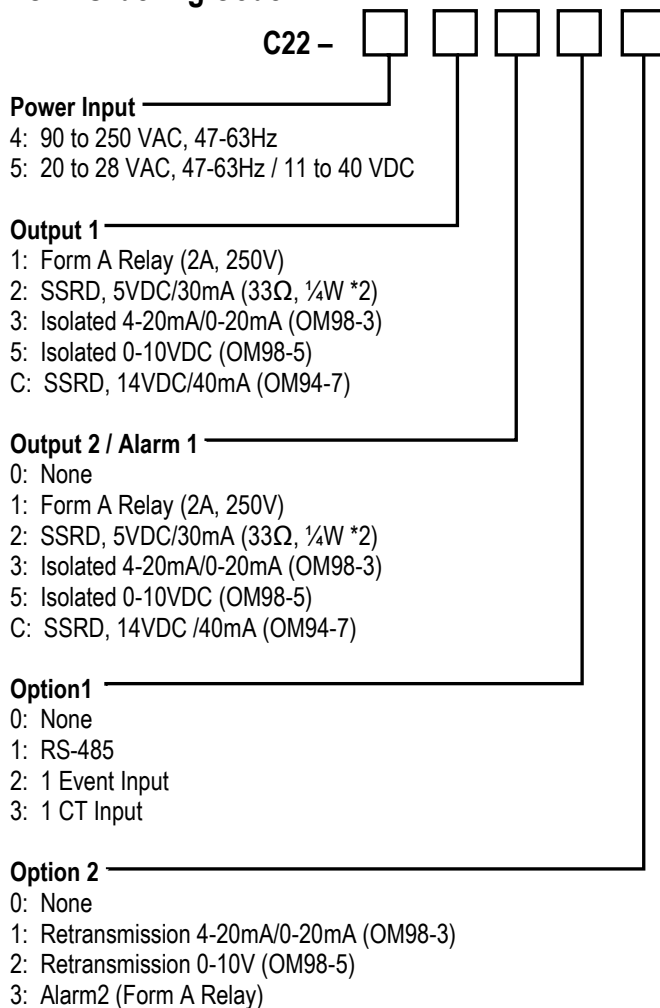 C22 –
Power Input
4: 90 to 250 VAC, 47-63Hz
5: 20 to 28 VAC, 47-63Hz / 11 to 40 VDC
Output 1
1: Form A Relay (2A, 250V)
2: SSRD, 5VDC/30mA (33Ω, ¼W *2)
3: Isolated 4-20mA/0-20mA (OM98-3)
5: Isolated 0-10VDC (OM98-5)
C: SSRD, 14VDC/40mA (OM94-7)
Output 2 / Alarm 1
0: None
1: Form A Relay (2A, 250V)
2: SSRD, 5VDC/30mA (33Ω, ¼W *2)
3: Isolated 4-20mA/0-20mA (OM98-3)
5: Isolated 0-10VDC (OM98-5)
C: SSRD, 14VDC /40mA (OM94-7)
Option1
0: None
1: RS-485
2: 1 Event Input
3: 1 CT Input
Option 2
0: None
1: Retransmission 4-20mA/0-20mA (OM98-3)
2: Retransmission 0-10V (OM98-5)
3: Alarm2 (Form A Relay)